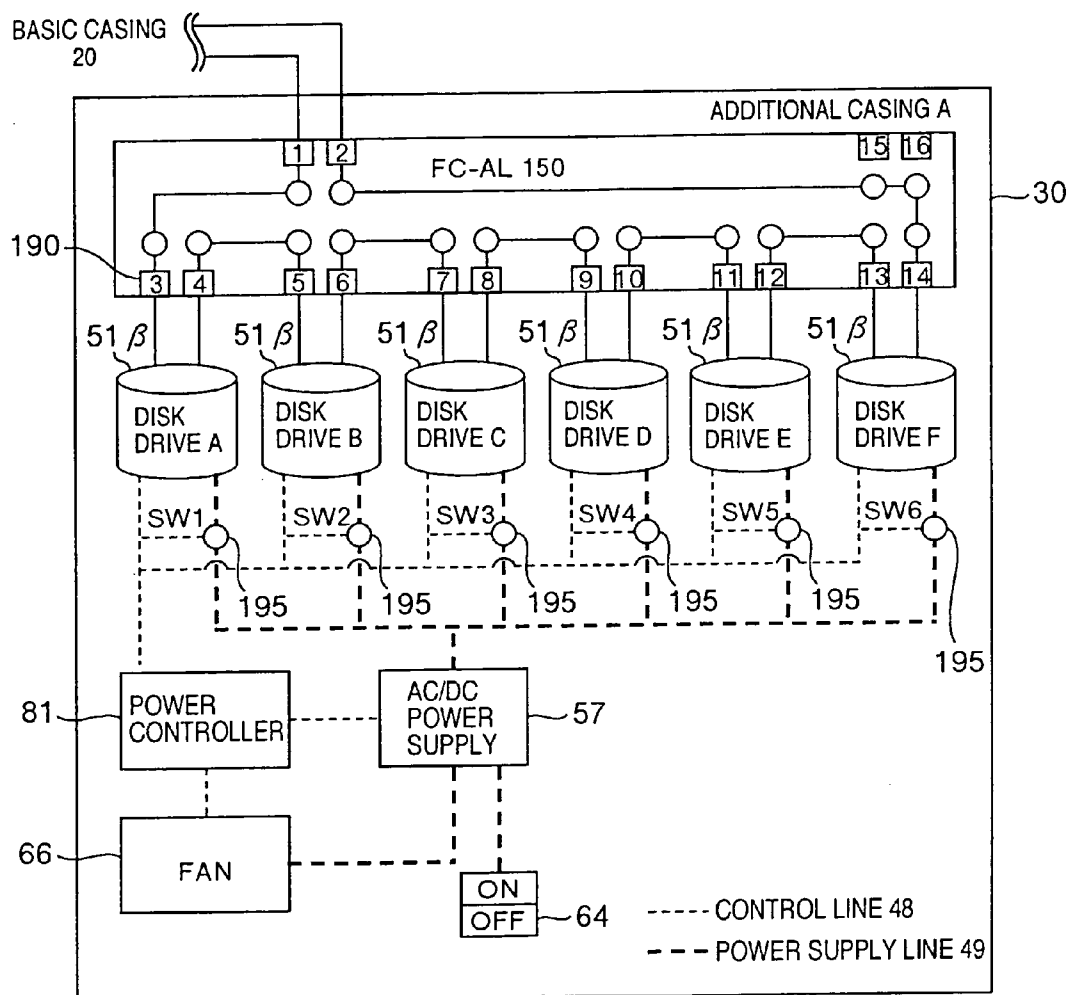 BASIC CASING
20
ADDITIONAL CASING A
1 2 15 16
FC-AL 150
30
190
3 4 5 6 7 8 9 10 11 12 13 14
51β 51β 51β 51β 51β 51β
DISK DRIVE A
DISK DRIVE B
DISK DRIVE C
DISK DRIVE D
DISK DRIVE E
DISK DRIVE F
SW1 SW2 SW3 SW4 SW5 SW6
195 195 195 195 195 195
81
POWER
CONTROLLER
AC/DC
POWER
SUPPLY
57
66
FAN
ON
OFF
64
CONTROL LINE 48
POWER SUPPLY LINE 49